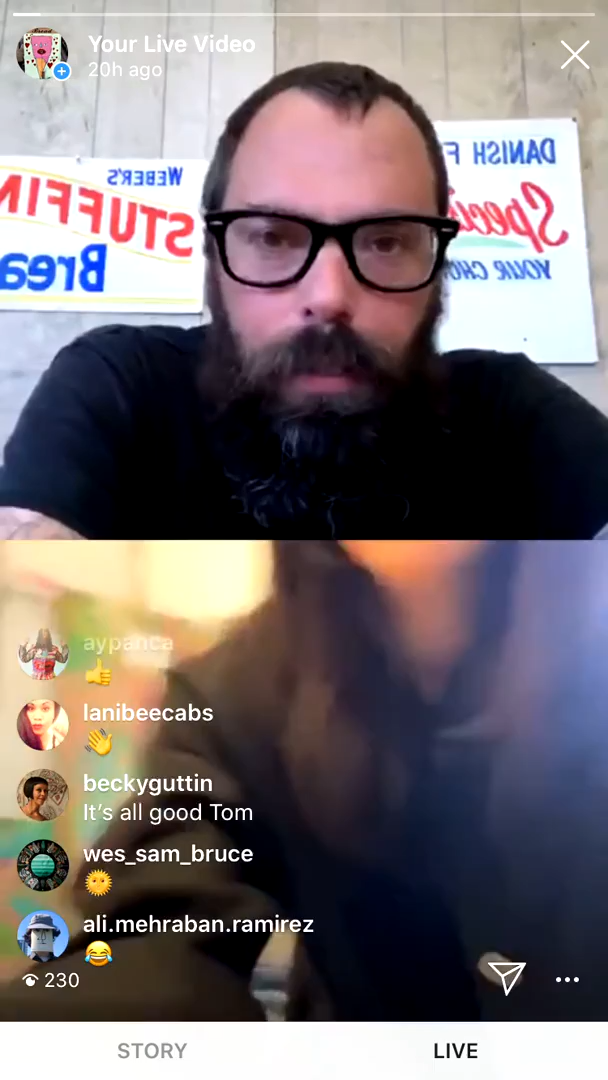 Your Live Video
20h ago
WEBER'S
STUFFIN
Brea
DANISH F
Speci
YOUR CHO
aypanca
lanibeecabs
beckyguttin
It's all good Tom
wes_sam_bruce
ali.mehraban.ramirez
230
STORY
LIVE